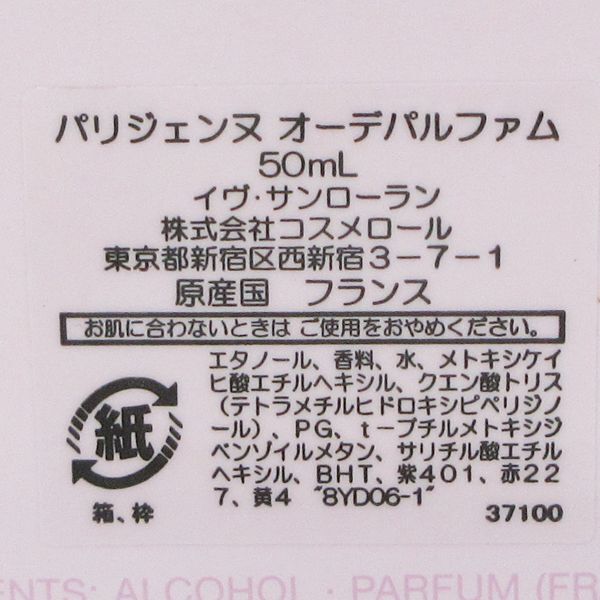 パリジェンヌ オーデパルファム
50mL
イヴ・サンローラン
株式会社コスメロール
東京都新宿区西新宿3-7-1
原産国　フランス
お肌に合わないときは ご使用をおやめください。
エタノール、香料、水、メトキシケイ
ヒ酸エチルヘキシル、クエン酸トリス
(テトラメチルヒドロキシピペリジノ
ール)、PG、t-ブチルメトキシジ
ベンゾイルメタン、サリチル酸エチル
ヘキシル、BHT、紫401、赤22
7、黄4 "8YD06-1"
紙
箱、枠
37100
ENTS: ALCOHOL · PARFUM (FR